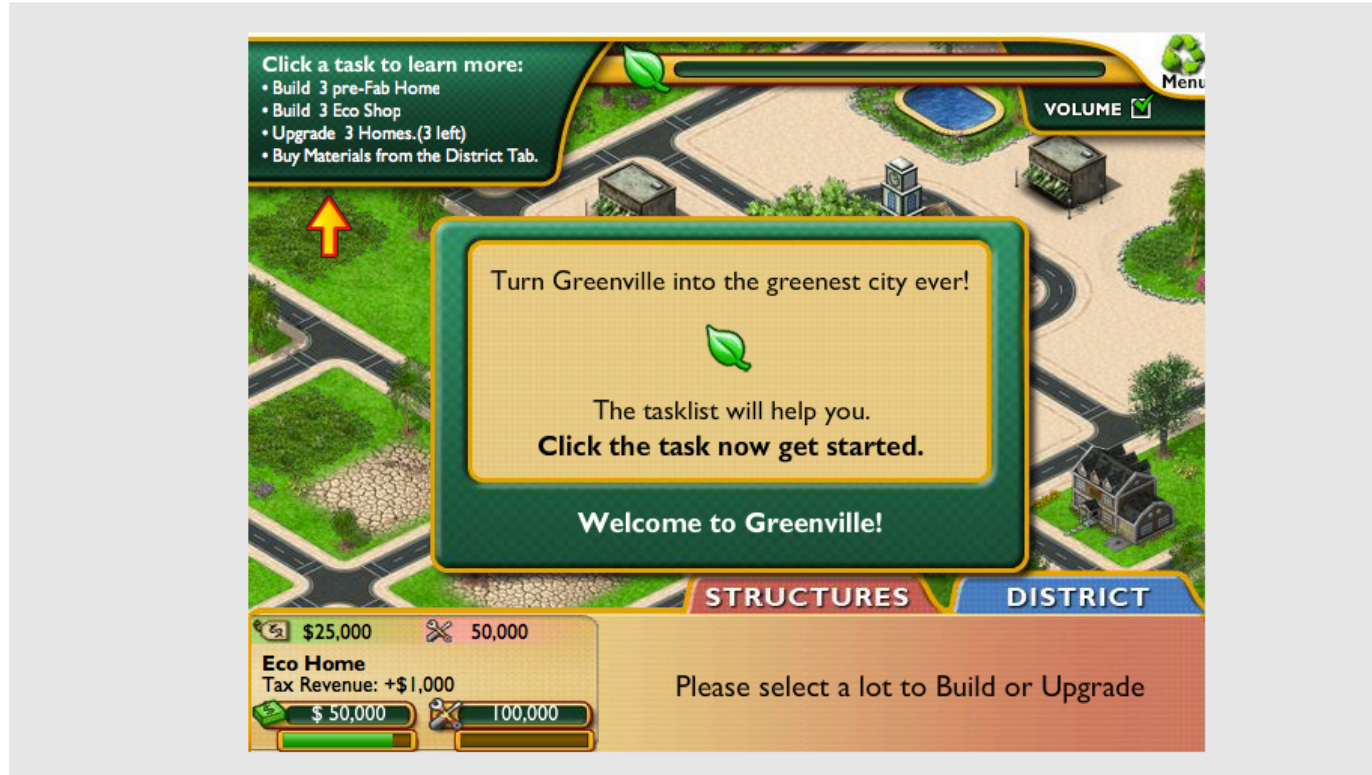 Click a task to learn more:
• Build 3 pre-Fab Home
• Build 3 Eco Shop
• Upgrade 3 Homes.(3 left)
• Buy Materials from the District Tab.
Menu
VOLUME
Turn Greenville into the greenest city ever!
The tasklist will help you.
Click the task now get started.
Welcome to Greenville!
STRUCTURES DISTRICT
$25,000 50,000
Eco Home
Tax Revenue: +$1,000
$ 50,000 100,000
Please select a lot to Build or Upgrade